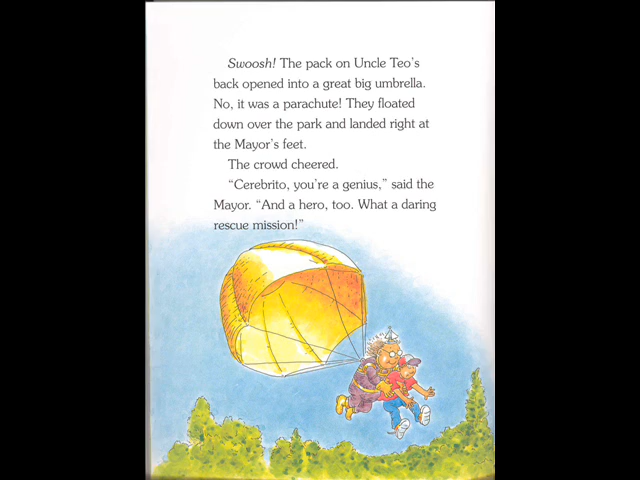 Swoosh! The pack on Uncle Teo's
back opened into a great big umbrella.
No, it was a parachute! They floated
down over the park and landed right at
the Mayor's feet.
The crowd cheered.
“Cerebrito, you're a genius,” said the
Mayor. “And a hero, too. What a daring
rescue mission!”